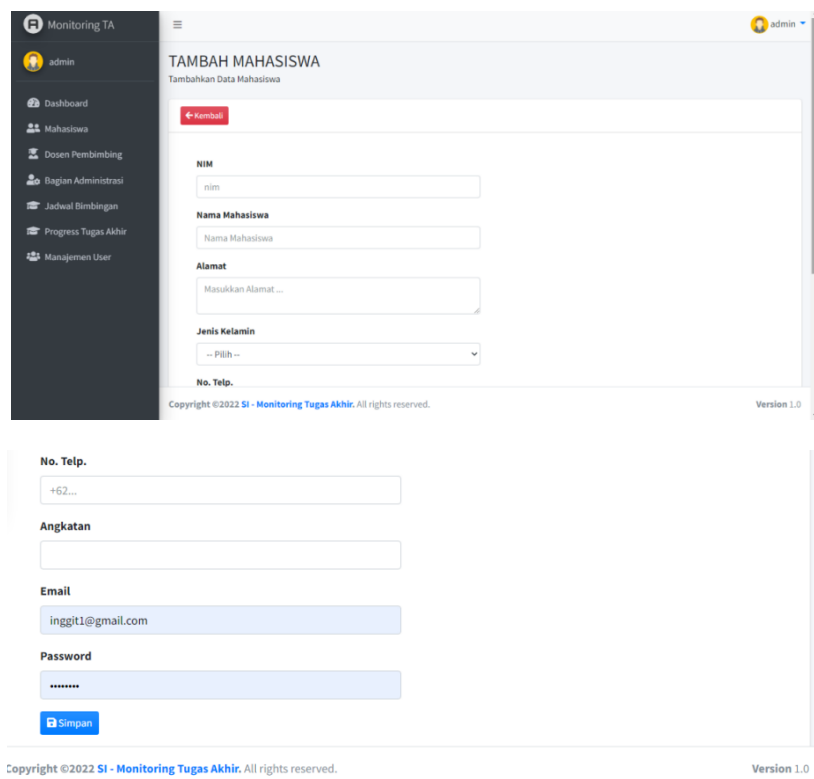 Monitoring TA
admin
admin
TAMBAH MAHASISWA
Tambahkan Data Mahasiswa
Dashboard
Mahasiswa
Dosen Pembimbing
Bagian Administrasi
Jadwal Bimbingan
Progress Tugas Akhir
Manajemen User
Kembali
NIM
nim
Nama Mahasiswa
Nama Mahasiswa
Alamat
Masukkan Alamat ...
Jenis Kelamin
-- Pilih --
No. Telp.
Copyright ©2022 SI - Monitoring Tugas Akhir. All rights reserved.
Version 1.0
No. Telp.
+62...
Angkatan
Email
inggit1@gmail.com
Password
••••••••
Simpan
Copyright ©2022 SI - Monitoring Tugas Akhir. All rights reserved.
Version 1.0